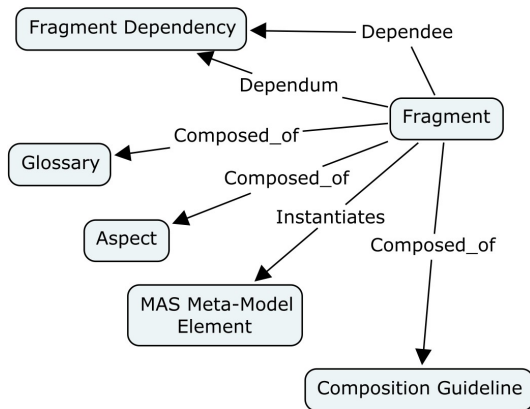 Fragment Dependency
Dependee
Dependum
Fragment
Composed_of
Glossary
Composed_of
Instantiates
Aspect
Composed_of
MAS Meta-Model
Element
Composition Guideline